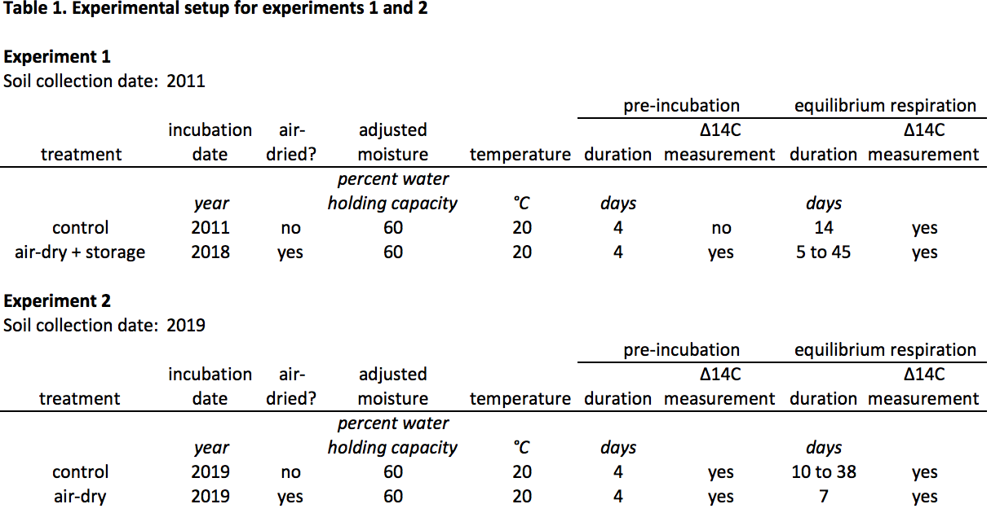 Table 1. Experimental setup for experiments 1 and 2
Experiment 1
Soil collection date: 2011
pre-incubation equilibrium respiration
incubation air- adjusted Δ14C Δ14C
treatment date dried? moisture temperature duration measurement duration measurement
percent water
year holding capacity °C days days
control 2011 no 60 20 4 no 14 yes
air-dry + storage 2018 yes 60 20 4 yes 5 to 45 yes
Experiment 2
Soil collection date: 2019
pre-incubation equilibrium respiration
incubation air- adjusted Δ14C Δ14C
treatment date dried? moisture temperature duration measurement duration measurement
percent water
year holding capacity °C days days
control 2019 no 60 20 4 yes 10 to 38 yes
air-dry 2019 yes 60 20 4 yes 7 yes